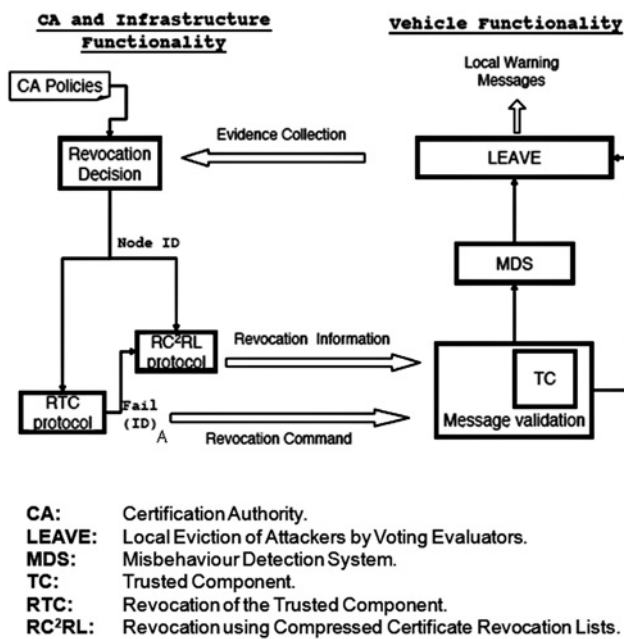 CA and Infrastructure
Functionality
Vehicle Functionality
CA Policies
Local Warning
Messages
Evidence Collection
Revocation
Decision
LEAVE
Node ID
MDS
RC²RL
protocol
Revocation Information
TC
Message validation
RTC
protocol
Fail
(ID)
A
Revocation Command
CA: Certification Authority.
LEAVE: Local Eviction of Attackers by Voting Evaluators.
MDS: Misbehaviour Detection System.
TC: Trusted Component.
RTC: Revocation of the Trusted Component.
RC²RL: Revocation using Compressed Certificate Revocation Lists.